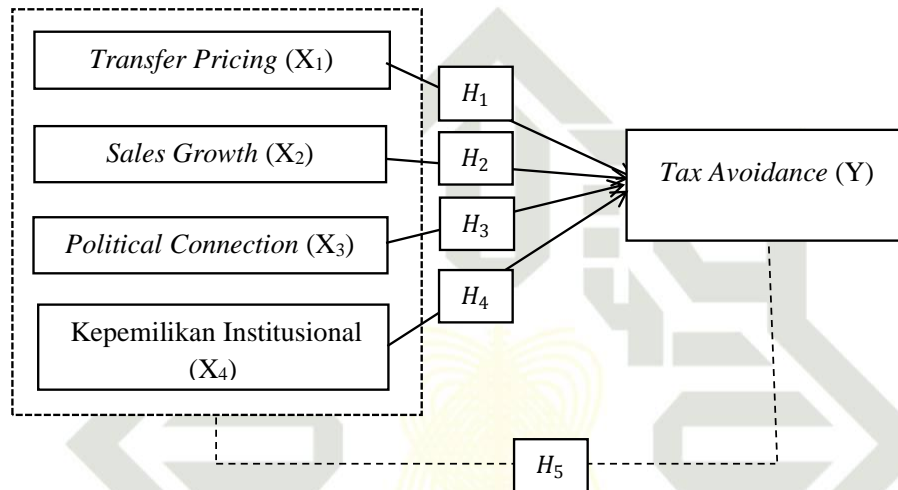 Transfer Pricing (X₁)
H₁
Sales Growth (X₂)
H₂
Political Connection (X₃)
H₃
Kepemilikan Institusional
(X₄)
H₄
Tax Avoidance (Y)
H₅